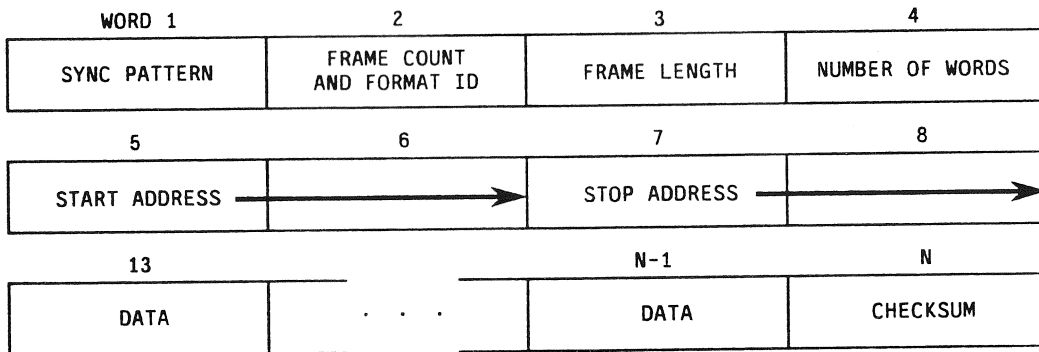 WORD 1 2 3 4
SYNC PATTERN FRAME COUNT AND FORMAT ID FRAME LENGTH NUMBER OF WORDS
5 6 7 8
START ADDRESS STOP ADDRESS
13 N-1 N
DATA . . . DATA CHECKSUM